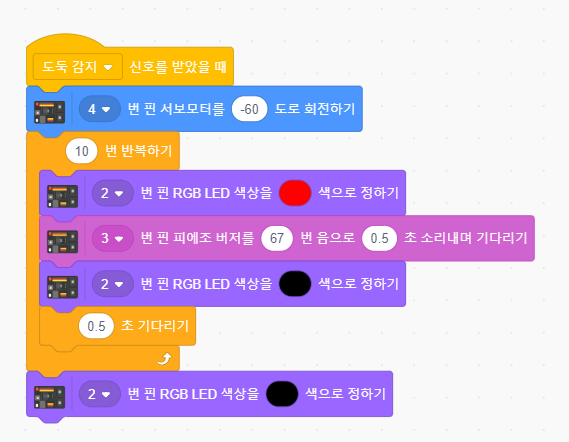 도둑 감지 신호를 받았을 때
4 번 핀 서보모터를 -60 도로 회전하기
10 번 반복하기
2 번 핀 RGB LED 색상을 색으로 정하기
3 번 핀 피에조 버저를 67 번 음으로 0.5 초 소리내며 기다리기
2 번 핀 RGB LED 색상을 색으로 정하기
0.5 초 기다리기
2 번 핀 RGB LED 색상을 색으로 정하기